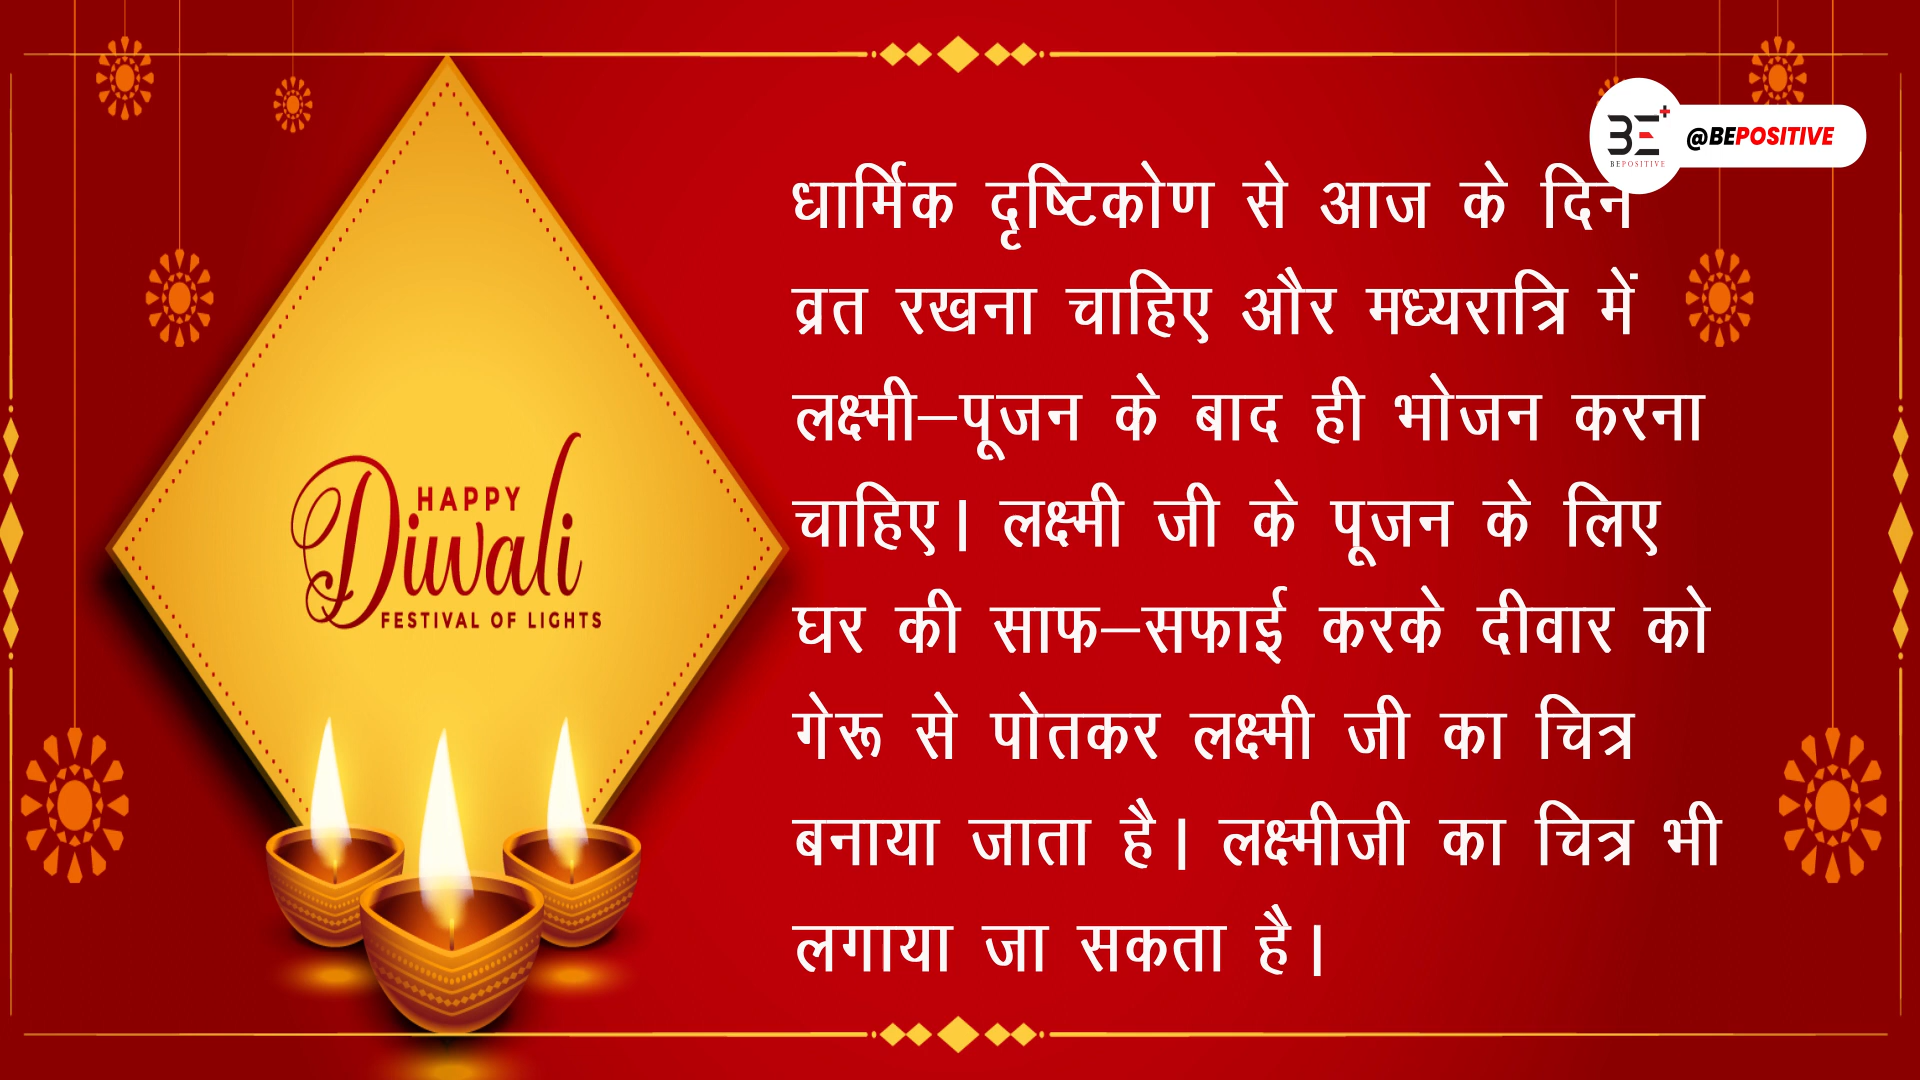 HAPPY
Diwali
FESTIVAL OF LIGHTS
BE+
BEPOSITIVE
@BEPOSITIVE
धार्मिक दृष्टिकोण से आज के दिन
व्रत रखना चाहिए और मध्यरात्रि में
लक्ष्मी–पूजन के बाद ही भोजन करना
चाहिए। लक्ष्मी जी के पूजन के लिए
घर की साफ–सफाई करके दीवार को
गेरू से पोतकर लक्ष्मी जी का चित्र
बनाया जाता है। लक्ष्मीजी का चित्र भी
लगाया जा सकता है।